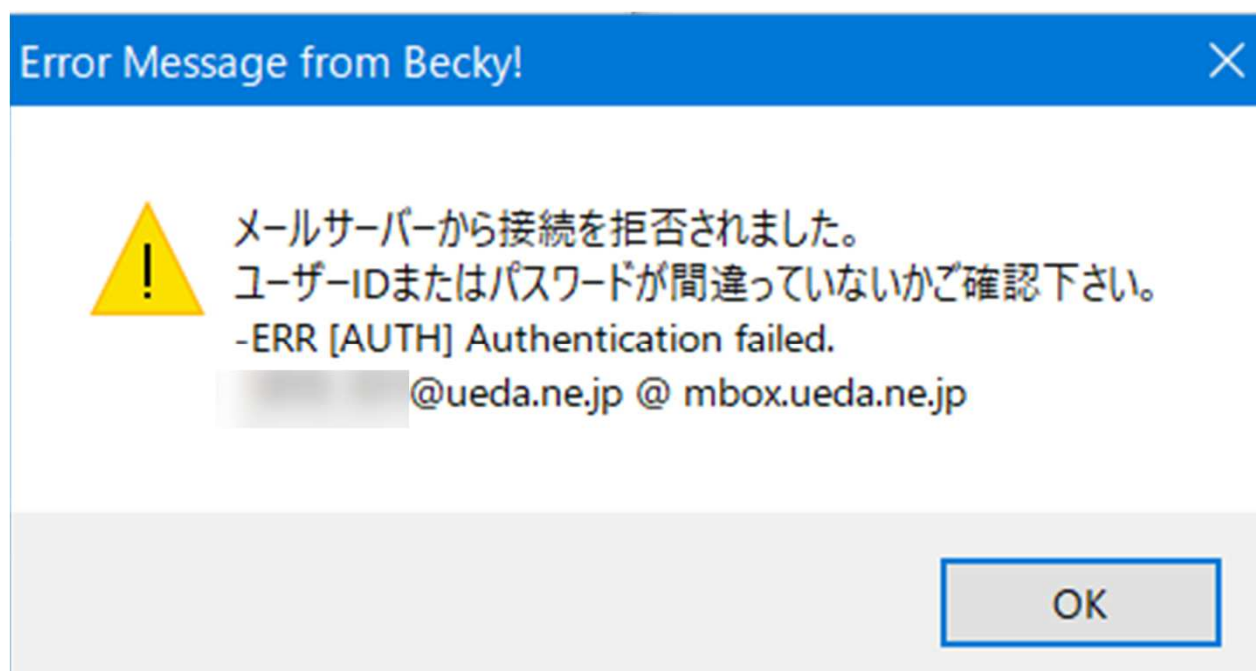 Error Message from Becky!
メールサーバーから接続を拒否されました。
ユーザーIDまたはパスワードが間違っていないかご確認下さい。
-ERR [AUTH] Authentication failed.
@ueda.ne.jp @ mbox.ueda.ne.jp
OK